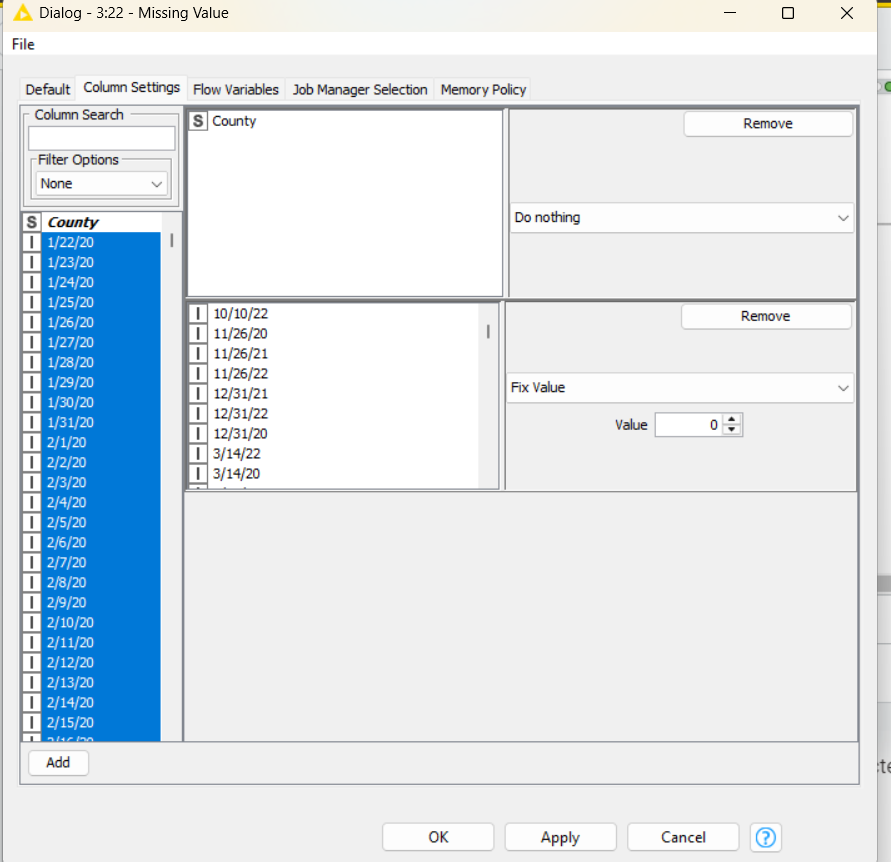 Dialog - 3:22 - Missing Value
File
Default Column Settings Flow Variables Job Manager Selection Memory Policy
Column Search
Filter Options
None
S County
I 1/22/20
I 1/23/20
I 1/24/20
I 1/25/20
I 1/26/20
I 1/27/20
I 1/28/20
I 1/29/20
I 1/30/20
I 1/31/20
I 2/1/20
I 2/2/20
I 2/3/20
I 2/4/20
I 2/5/20
I 2/6/20
I 2/7/20
I 2/8/20
I 2/9/20
I 2/10/20
I 2/11/20
I 2/12/20
I 2/13/20
I 2/14/20
I 2/15/20
I 2/16/20
Add
S County
Remove
Do nothing
I 10/10/22
I 11/26/20
I 11/26/21
I 11/26/22
I 12/31/21
I 12/31/22
I 12/31/20
I 3/14/22
I 3/14/20
Remove
Fix Value
Value 0
OK Apply Cancel ?